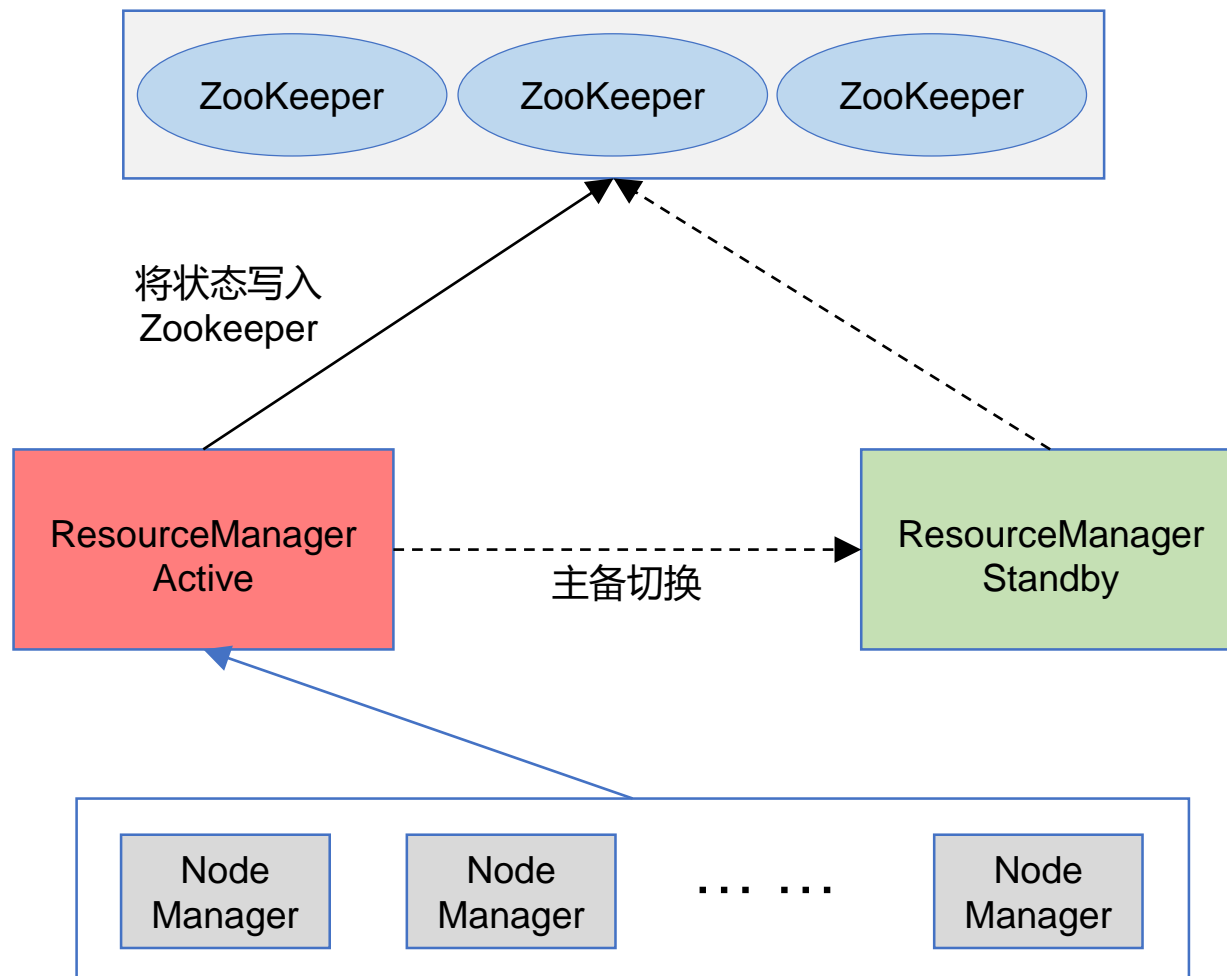 ZooKeeper ZooKeeper ZooKeeper
将状态写入
Zookeeper
ResourceManager
Active
主备切换
ResourceManager
Standby
Node
Manager
Node
Manager
... ...
Node
Manager